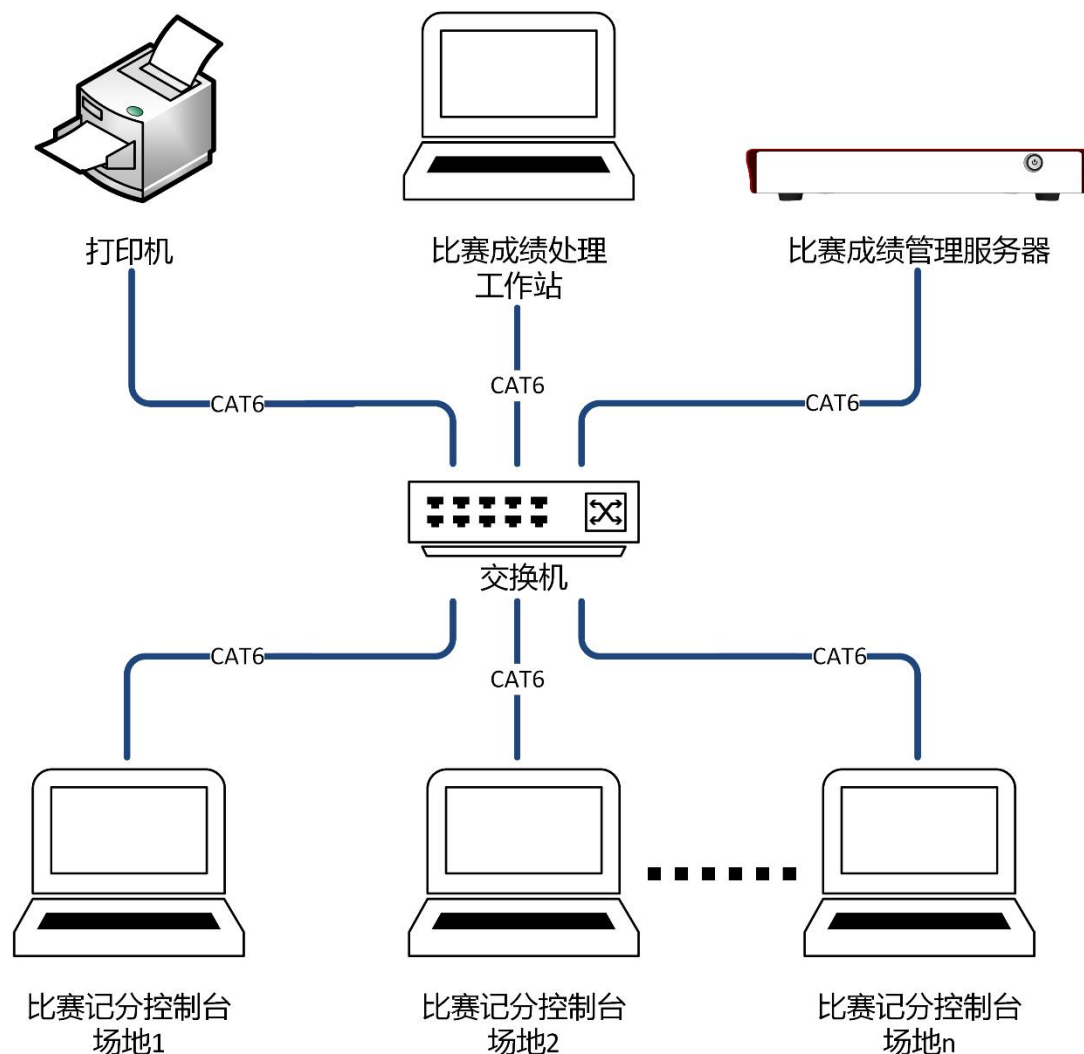 打印机
比赛成绩处理
工作站
比赛成绩管理服务器
CAT6
CAT6
CAT6
交换机
CAT6
CAT6
CAT6
比赛记分控制台
场地1
比赛记分控制台
场地2
比赛记分控制台
场地n